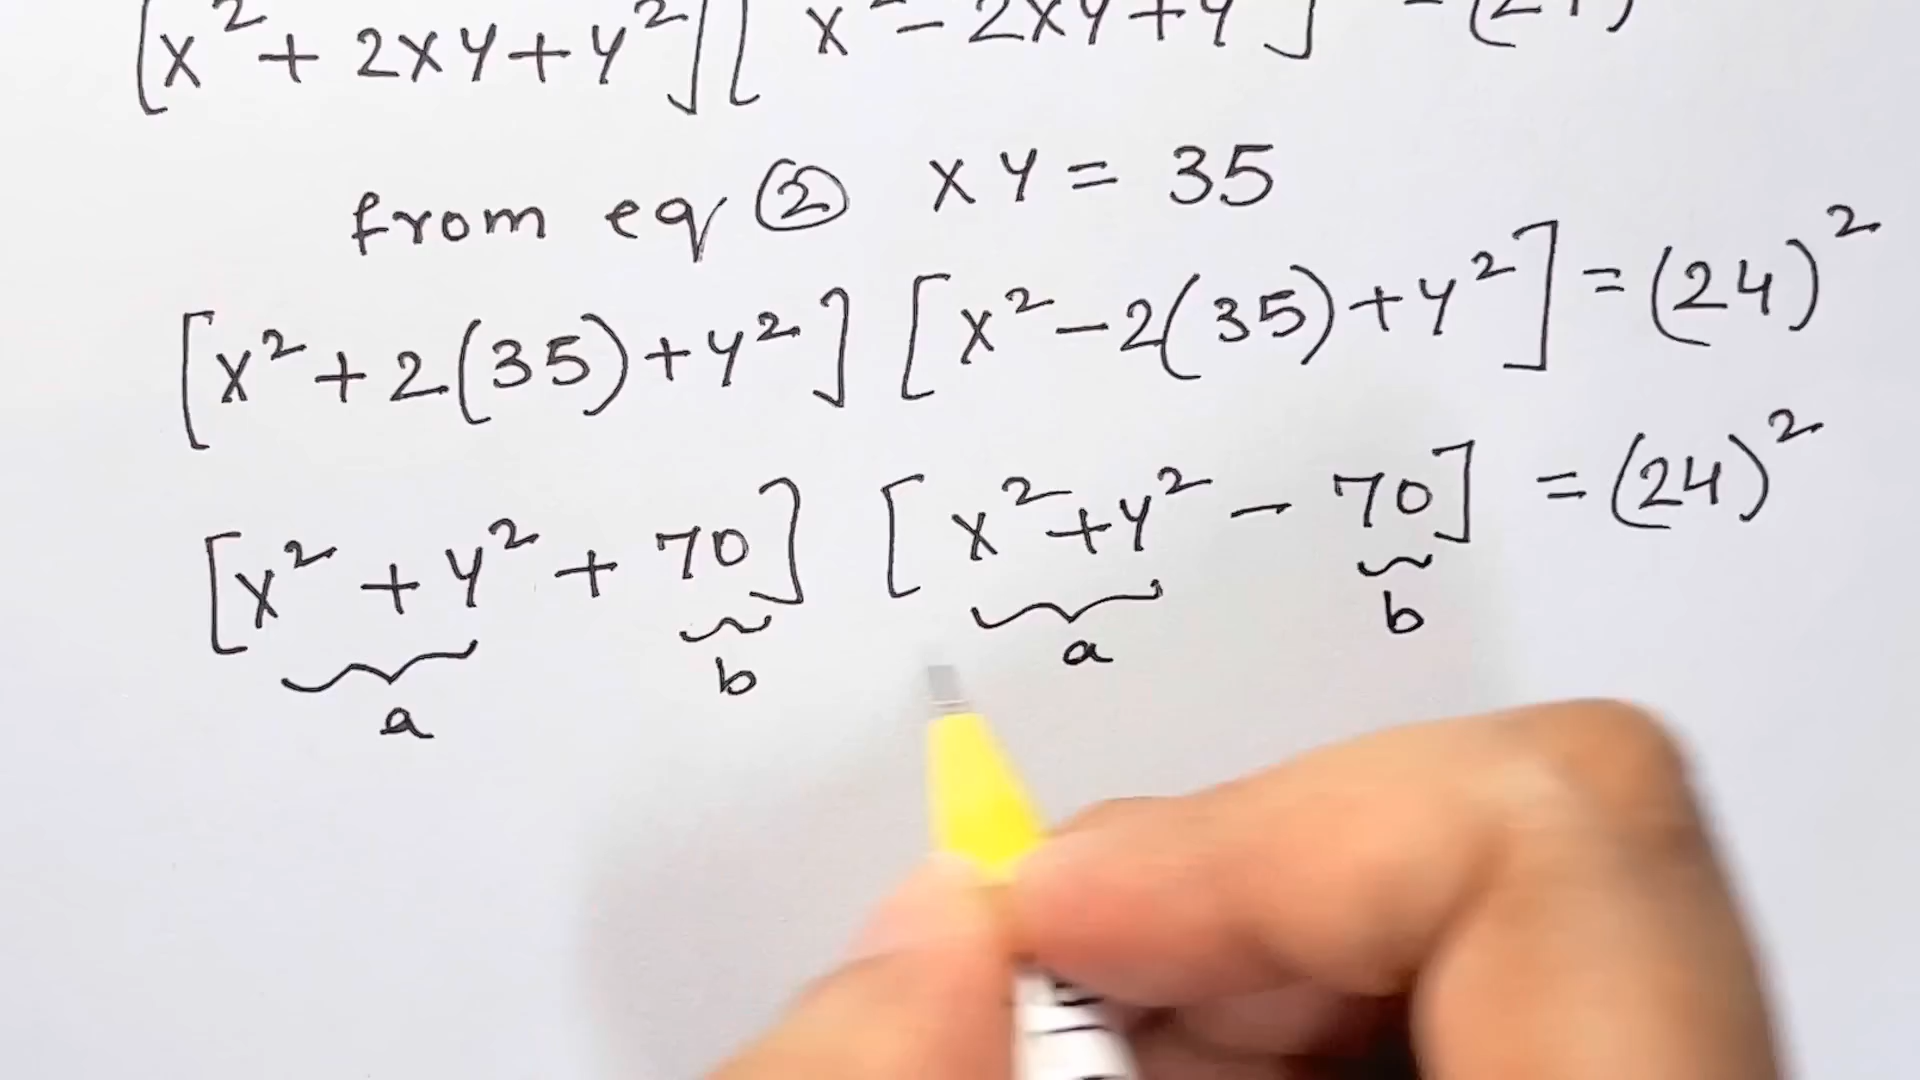 [x² + 2xy + y²][x² - 2xy + y²] = (24)²
from eq ② xy = 35
[x² + 2(35) + y²] [x² - 2(35) + y²] = (24)²
[x² + y² + 70] [x² + y² - 70] = (24)²
a b a b